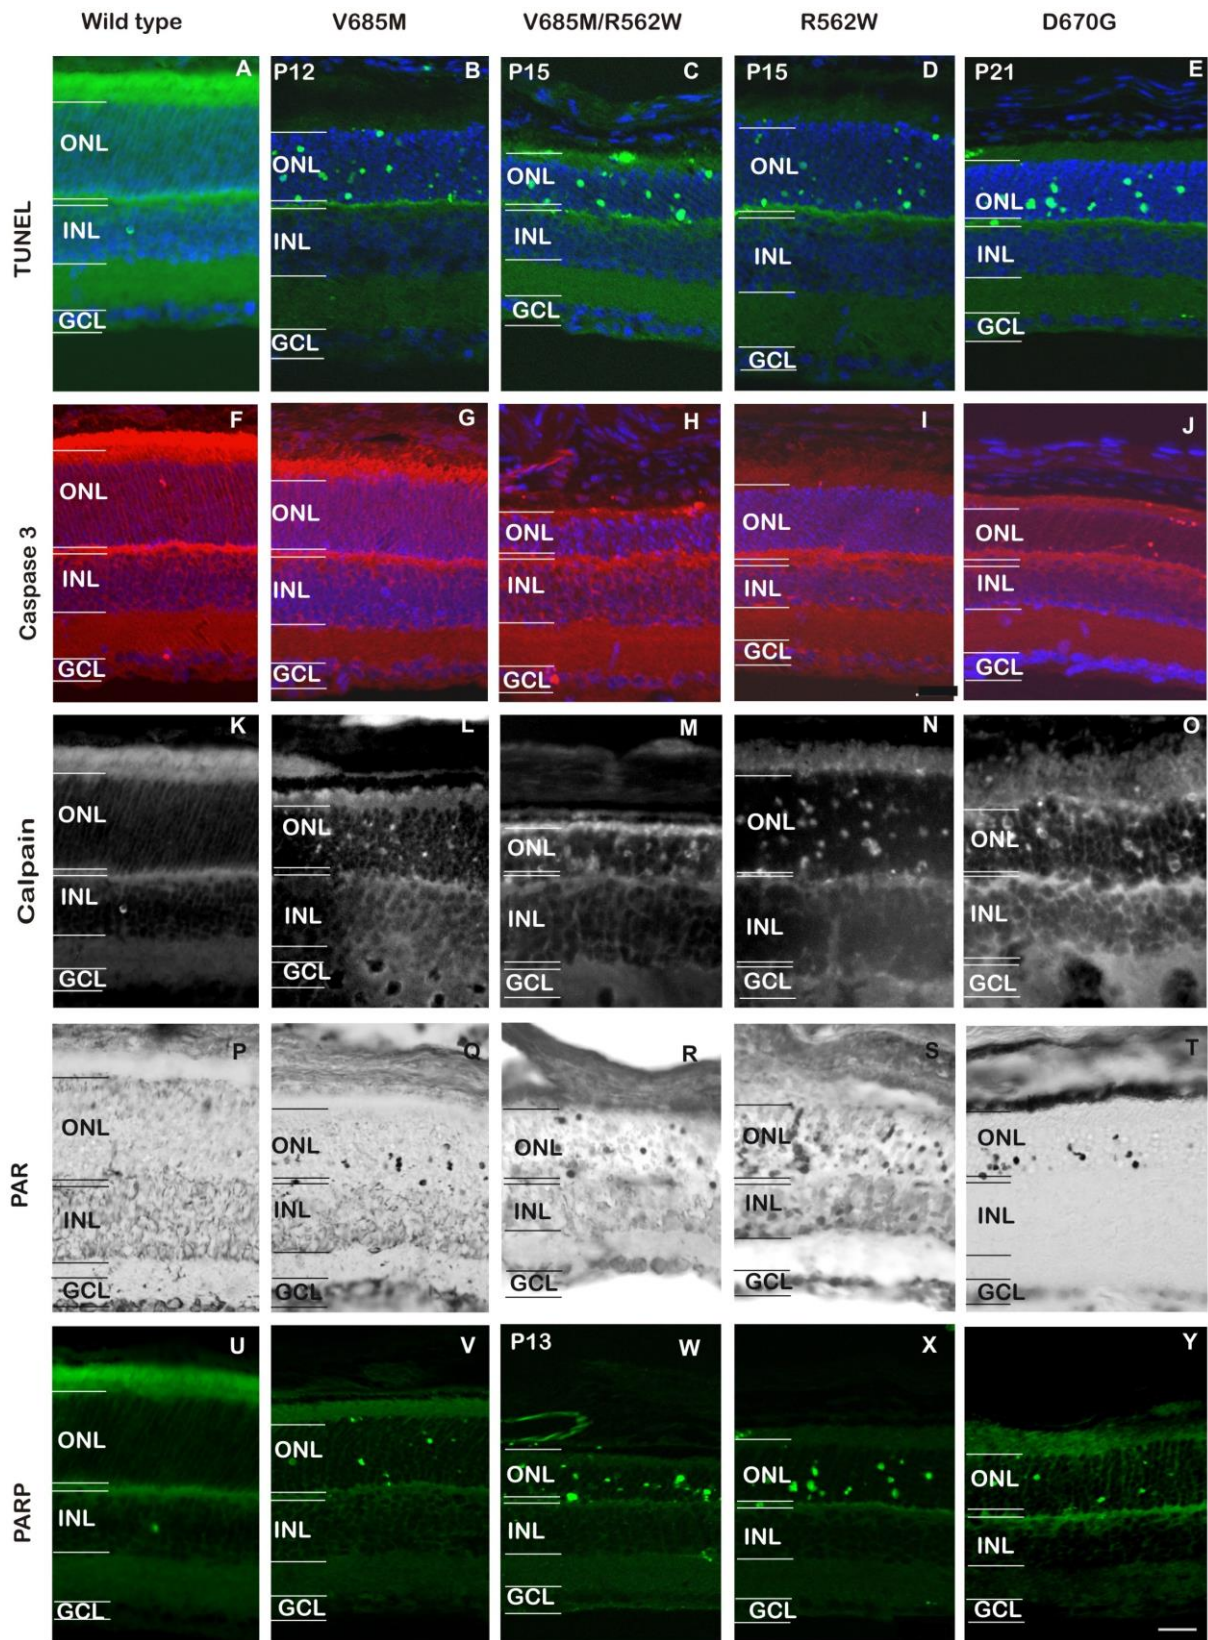 Wild type V685M V685M/R562W R562W D670G
TUNEL
A P12 B P15 C P15 D P21 E
ONL ONL ONL ONL ONL
INL INL INL INL INL
GCL GCL GCL GCL GCL
Caspase 3
F G H I J
ONL ONL ONL ONL ONL
INL INL INL INL INL
GCL GCL GCL GCL GCL
Calpain
K L M N O
ONL ONL ONL ONL ONL
INL INL INL INL INL
GCL GCL GCL GCL GCL
PAR
P Q R S T
ONL ONL ONL ONL ONL
INL INL INL INL INL
GCL GCL GCL GCL GCL
PARP
U V P13 W X Y
ONL ONL ONL ONL ONL
INL INL INL INL INL
GCL GCL GCL GCL GCL